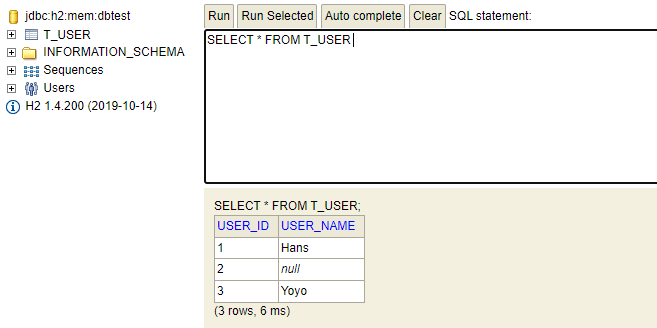 jdbc:h2:mem:dbtest
T_USER
INFORMATION_SCHEMA
Sequences
Users
H2 1.4.200 (2019-10-14)
Run Run Selected Auto complete Clear SQL statement:
SELECT * FROM T_USER
SELECT * FROM T_USER;
USER_ID USER_NAME
1 Hans
2 null
3 Yoyo
(3 rows, 6 ms)